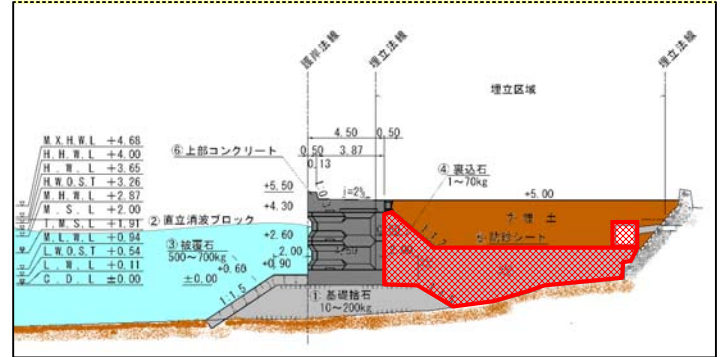 護岸法線
埋立法線
埋立法線
埋立区域
4.50 0.50
0.50 3.87
0.13
⑥上部コンクリート
④裏込石
1～70kg
M.X.H.W.L +4.68
H.H.W.L +4.00
H.W.L +3.65
H.W.O.S.T +3.26
M.H.W.L +2.87
M.S.L +2.00
T.M.S.L +1.91
M.L.W.L +0.94
L.W.O.S.T +0.54
L.W.L +0.11
C.D.L ±0.00
+5.50
i=2%
+5.00
+4.30
②直立消波ブロック
+2.60
③被覆石
500～700kg
+2.00
+0.90
+0.60
±0.00
1:1.5
1:1.2
⑤防砂シート
①基礎捨石
10～200kg